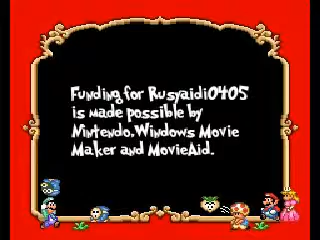 Funding for Rusyaidi0405
is made possible by
Nintendo.Windows Movie
Maker and MovieAid.